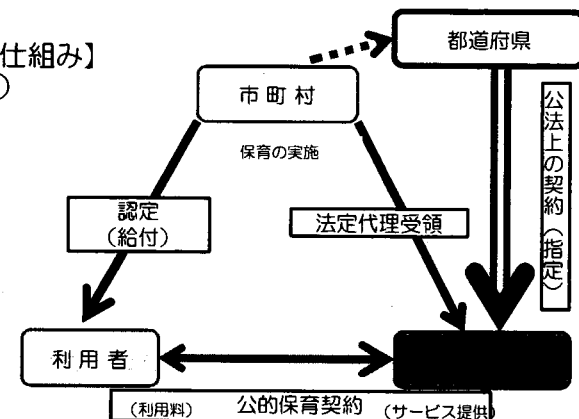 仕組み】
都道府県
市町村
保育の実施
公法上の契約（指定）
認定
（給付）
法定代理受領
利用者
（利用料） 公的保育契約 （サービス提供）